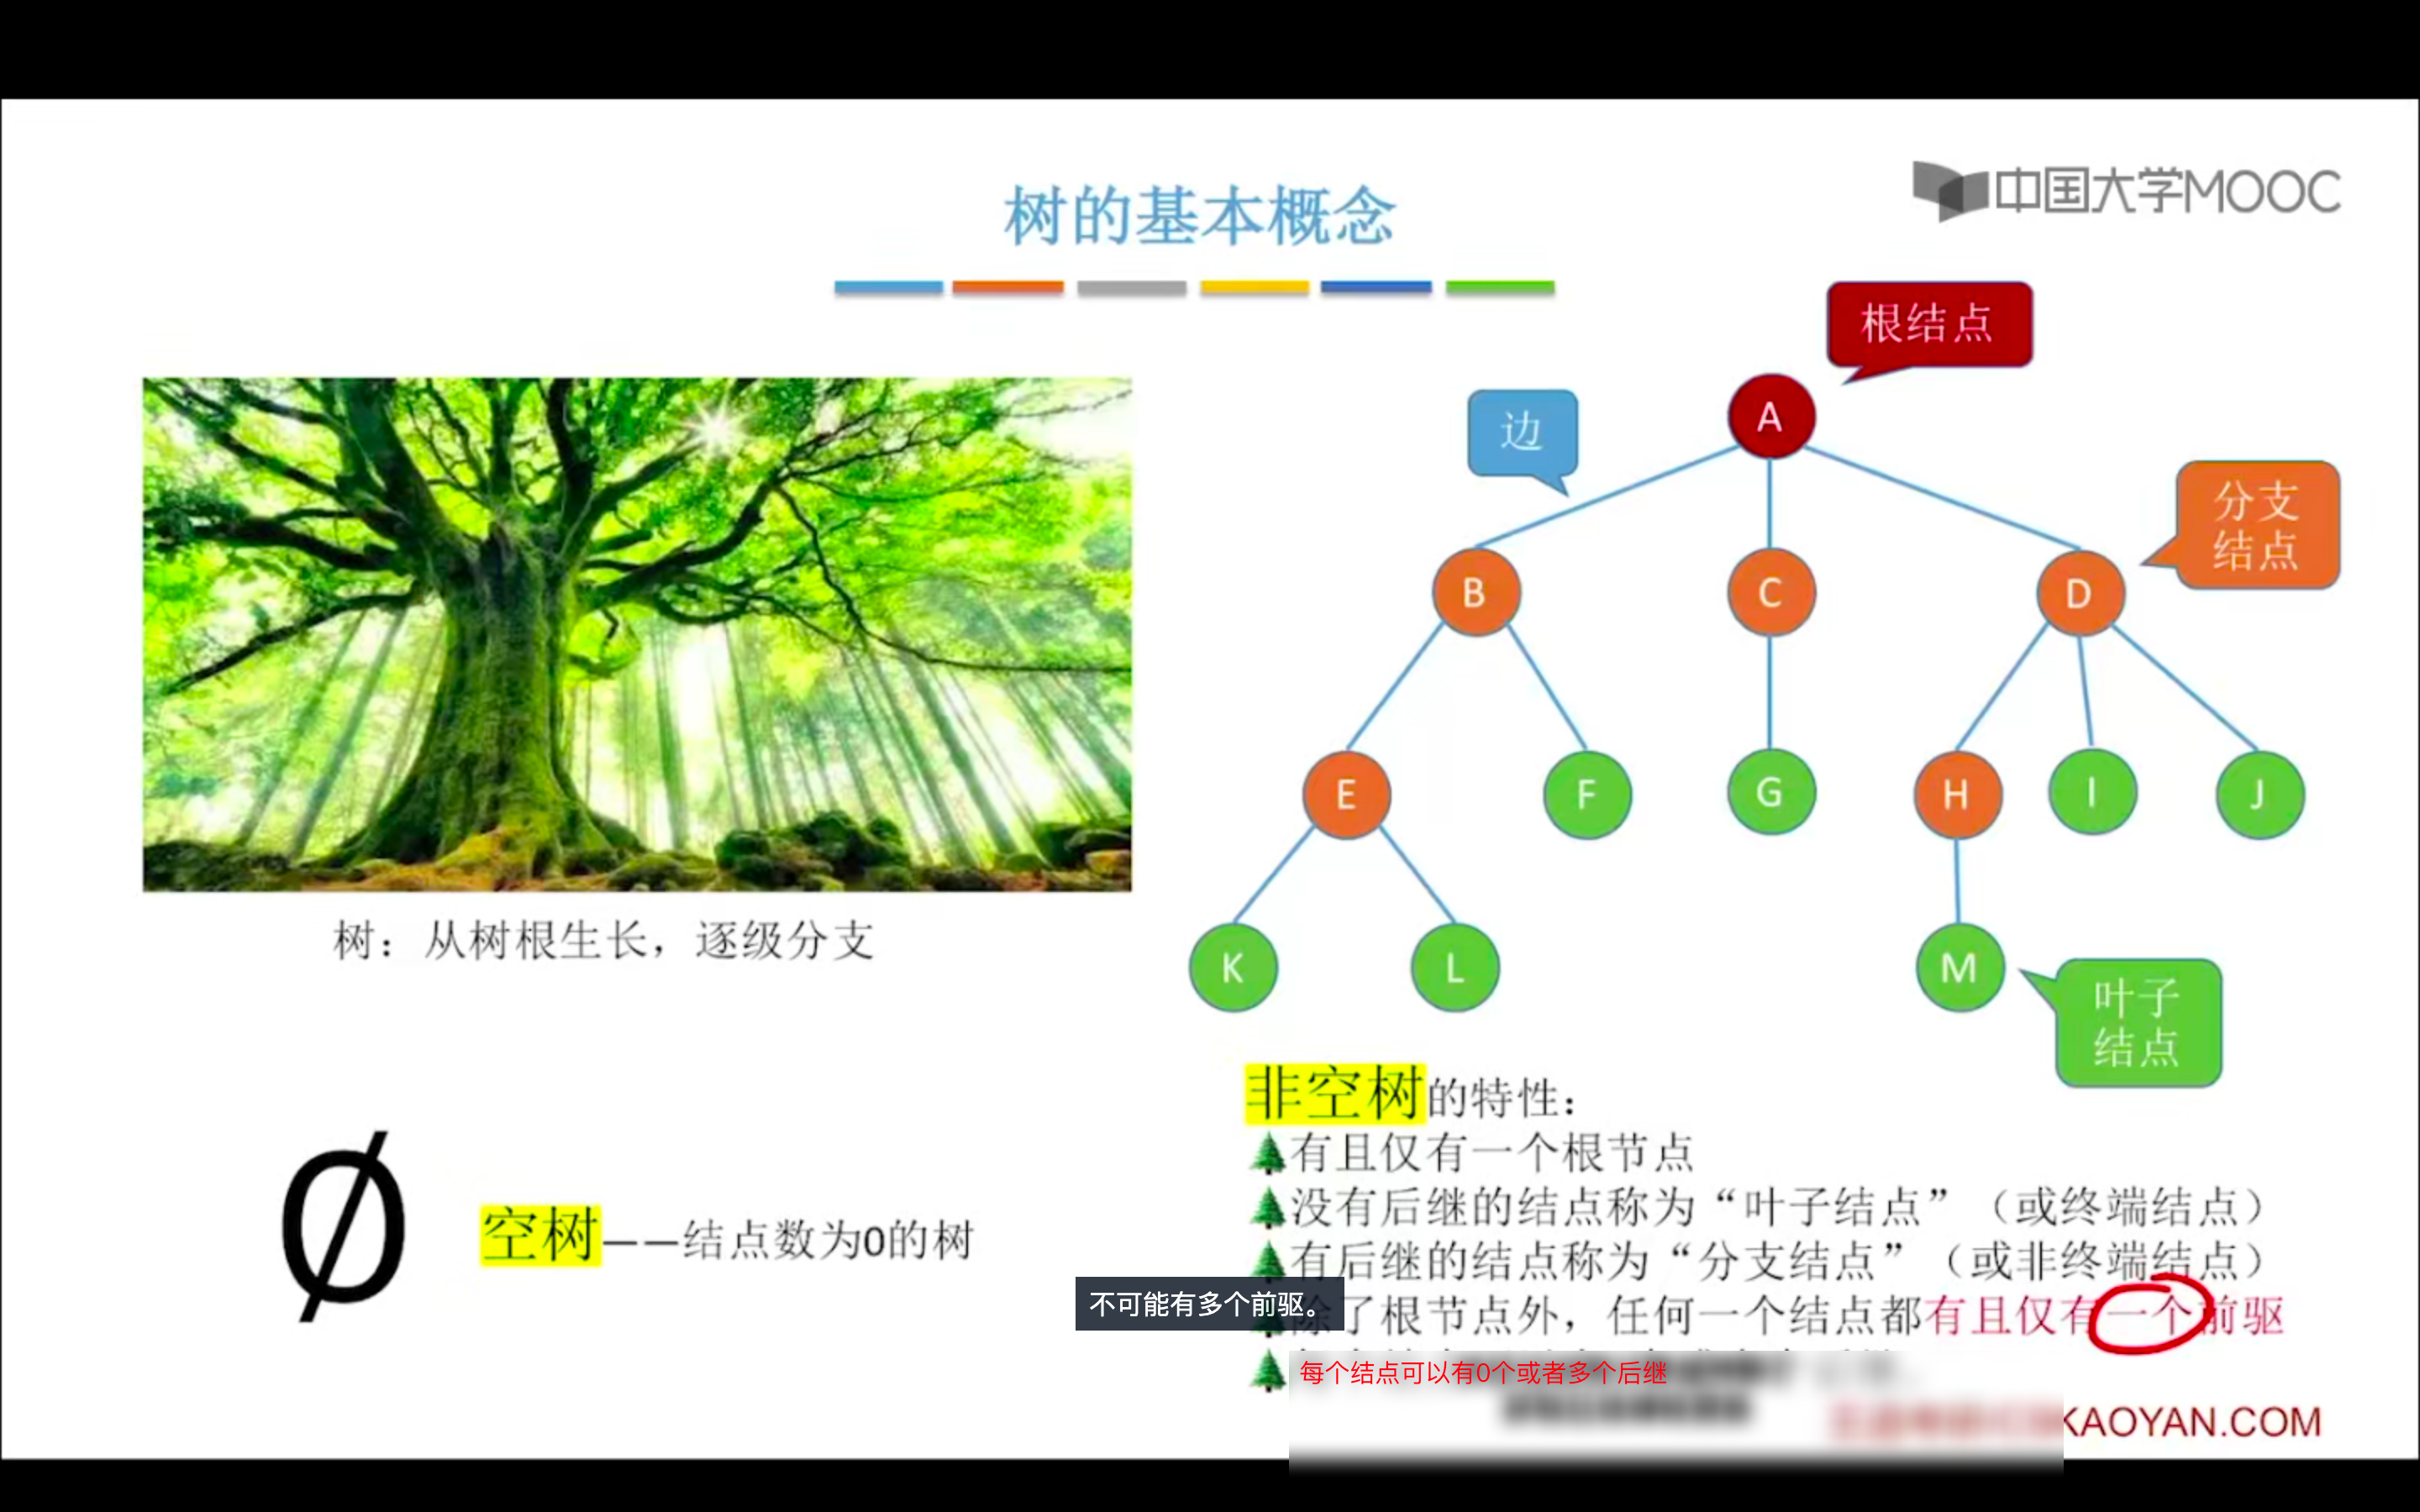 树的基本概念
中国大学MOOC
根结点
边
A
分支
结点
B
C
D
E
F
G
H
I
J
K
L
M
叶子
结点
树：从树根生长，逐级分支
空树——结点数为0的树
非空树的特性：
有且仅有一个根节点
没有后继的结点称为“叶子结点”（或终端结点）
有后继的结点称为“分支结点”（或非终端结点）
除了根节点外，任何一个结点都有且仅有一个前驱
不可能有多个前驱。
每个结点可以有0个或者多个后继
KAOYAN.COM